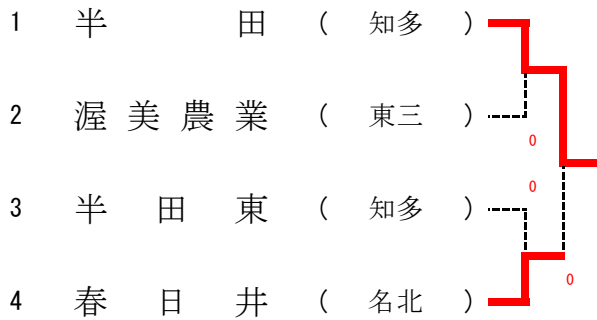 1 半田 ( 知多 )
2 渥美農業 ( 東三 )
0
0
3 半田東 ( 知多 )
0
4 春日井 ( 名北 )